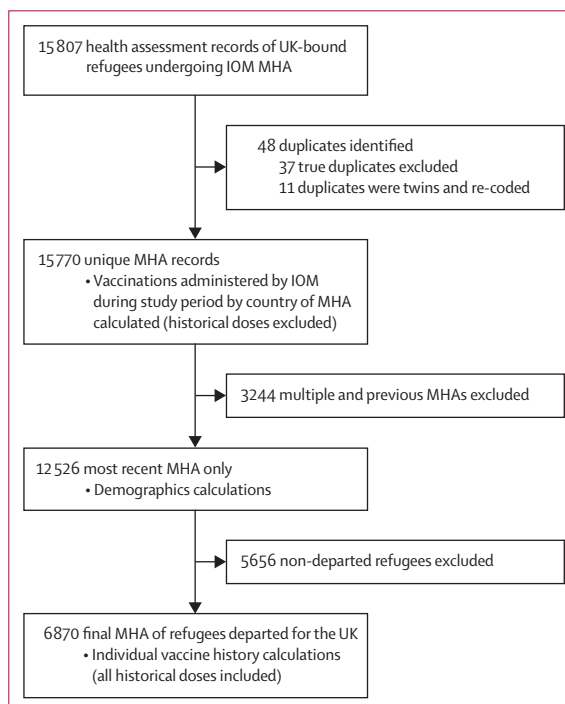 15 807 health assessment records of UK-bound
refugees undergoing IOM MHA
48 duplicates identified
37 true duplicates excluded
11 duplicates were twins and re-coded
15 770 unique MHA records
• Vaccinations administered by IOM
during study period by country of MHA
calculated (historical doses excluded)
3244 multiple and previous MHAs excluded
12 526 most recent MHA only
• Demographics calculations
5656 non-departed refugees excluded
6870 final MHA of refugees departed for the UK
• Individual vaccine history calculations
(all historical doses included)